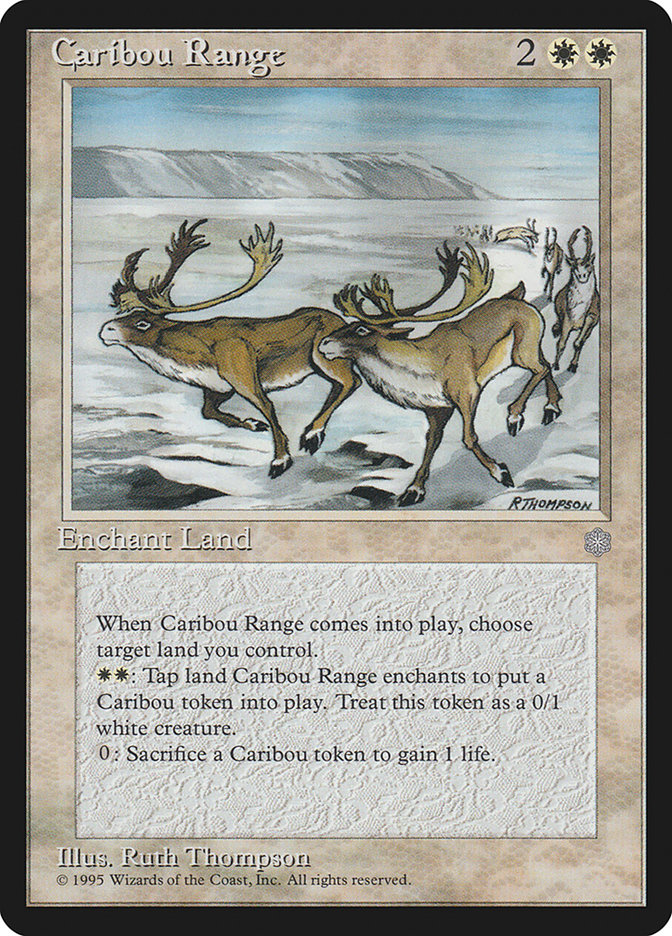 Caribou Range 2
R THOMPSON
Enchant Land
When Caribou Range comes into play, choose
target land you control.
: Tap land Caribou Range enchants to put a
Caribou token into play. Treat this token as a 0/1
white creature.
0: Sacrifice a Caribou token to gain 1 life.
Illus. Ruth Thompson
© 1995 Wizards of the Coast, Inc. All rights reserved.